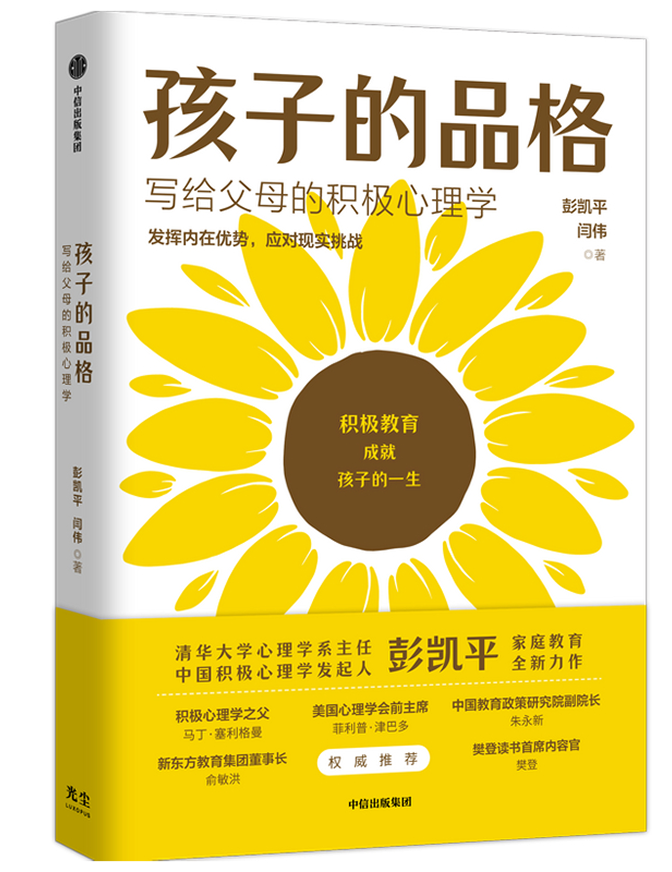 中信出版集团
孩子的品格
写给父母的积极心理学
彭凯平 闫伟◎著
光尘
LUXOPUS
孩子的品格
写给父母的积极心理学
彭凯平
闫伟
◎著
发挥内在优势，应对现实挑战
积极教育
成就
孩子的一生
清华大学心理学系主任
中国积极心理学发起人
彭凯平
家庭教育
全新力作
积极心理学之父
马丁·塞利格曼
美国心理学会前主席
菲利普·津巴多
中国教育政策研究院副院长
朱永新
新东方教育集团董事长
俞敏洪
权威推荐
樊登读书首席内容官
樊登
中信出版集团